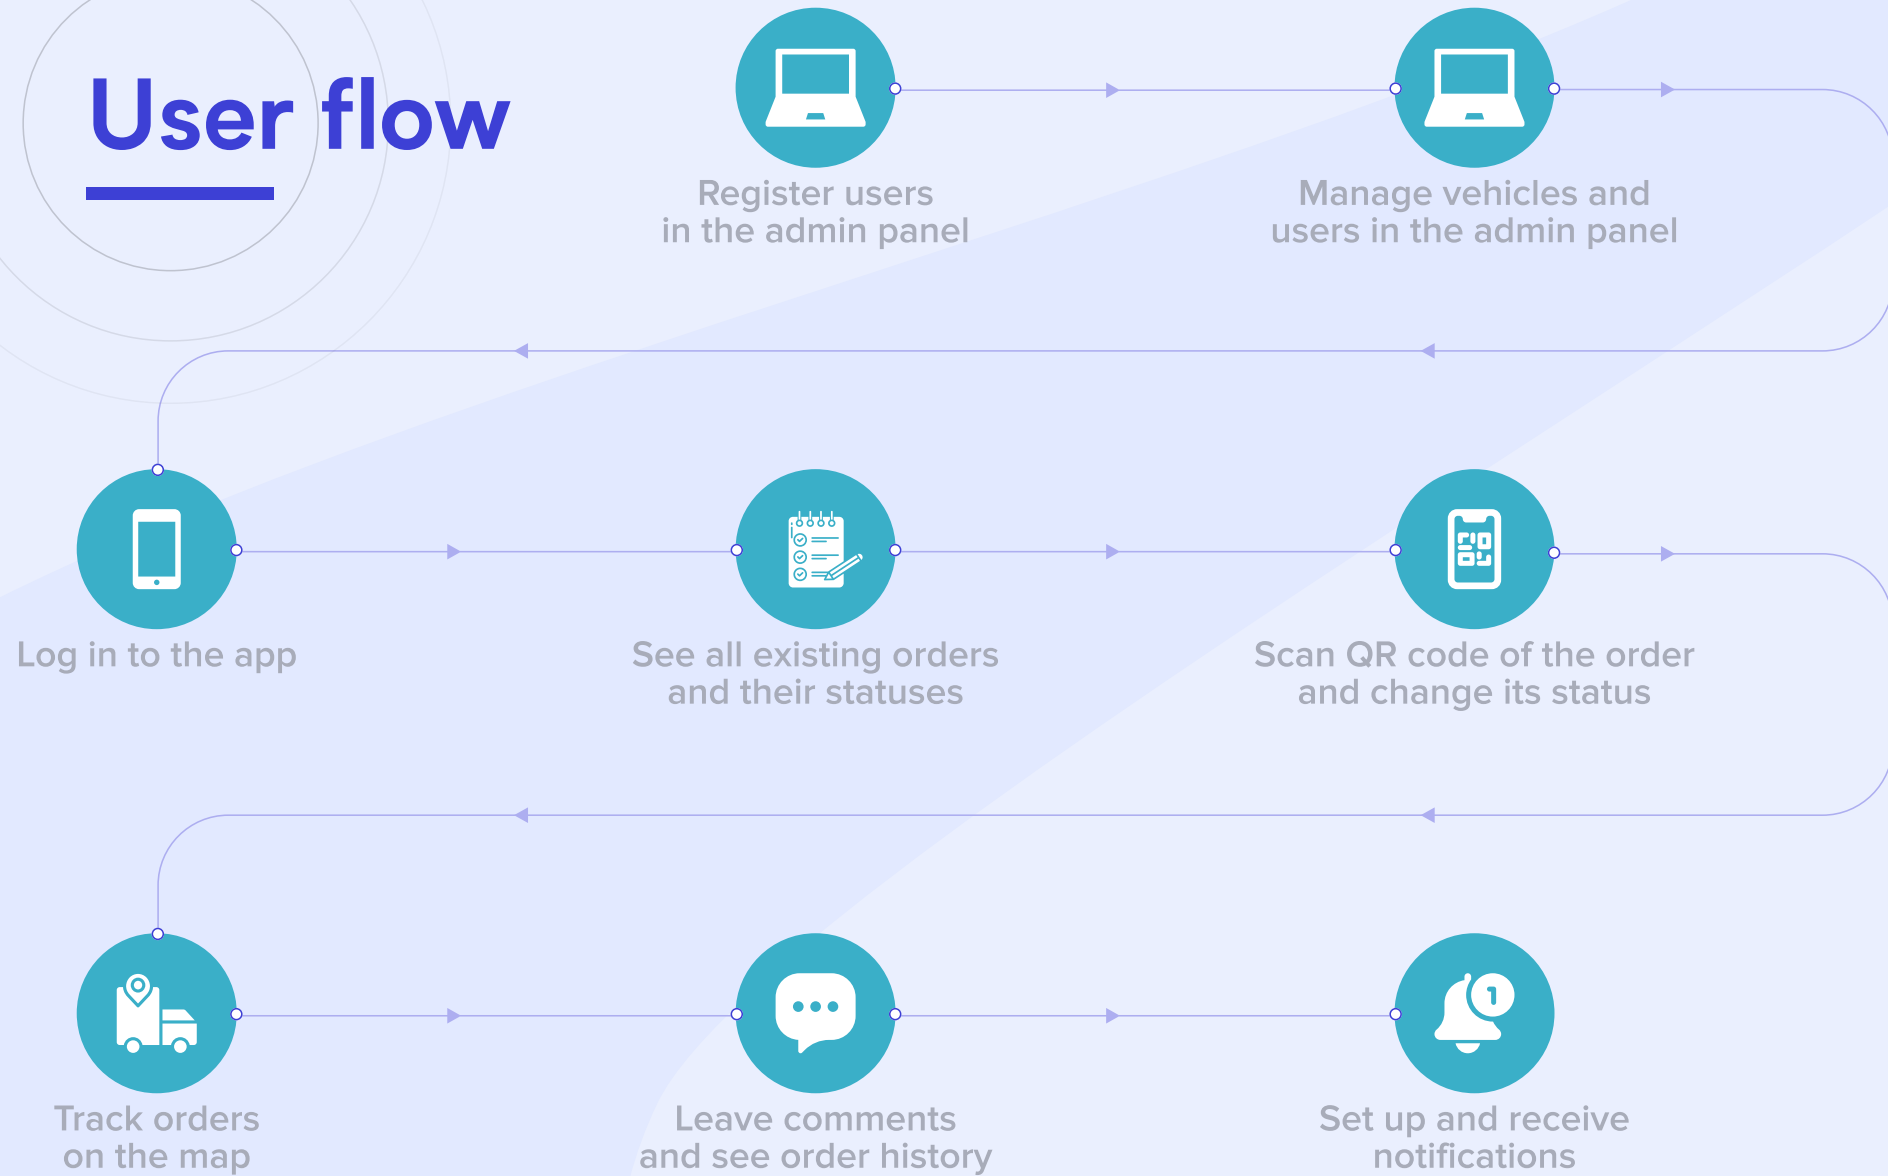 User flow
Register users
in the admin panel
Manage vehicles and
users in the admin panel
Log in to the app
See all existing orders
and their statuses
Scan QR code of the order
and change its status
Track orders
on the map
Leave comments
and see order history
1
Set up and receive
notifications